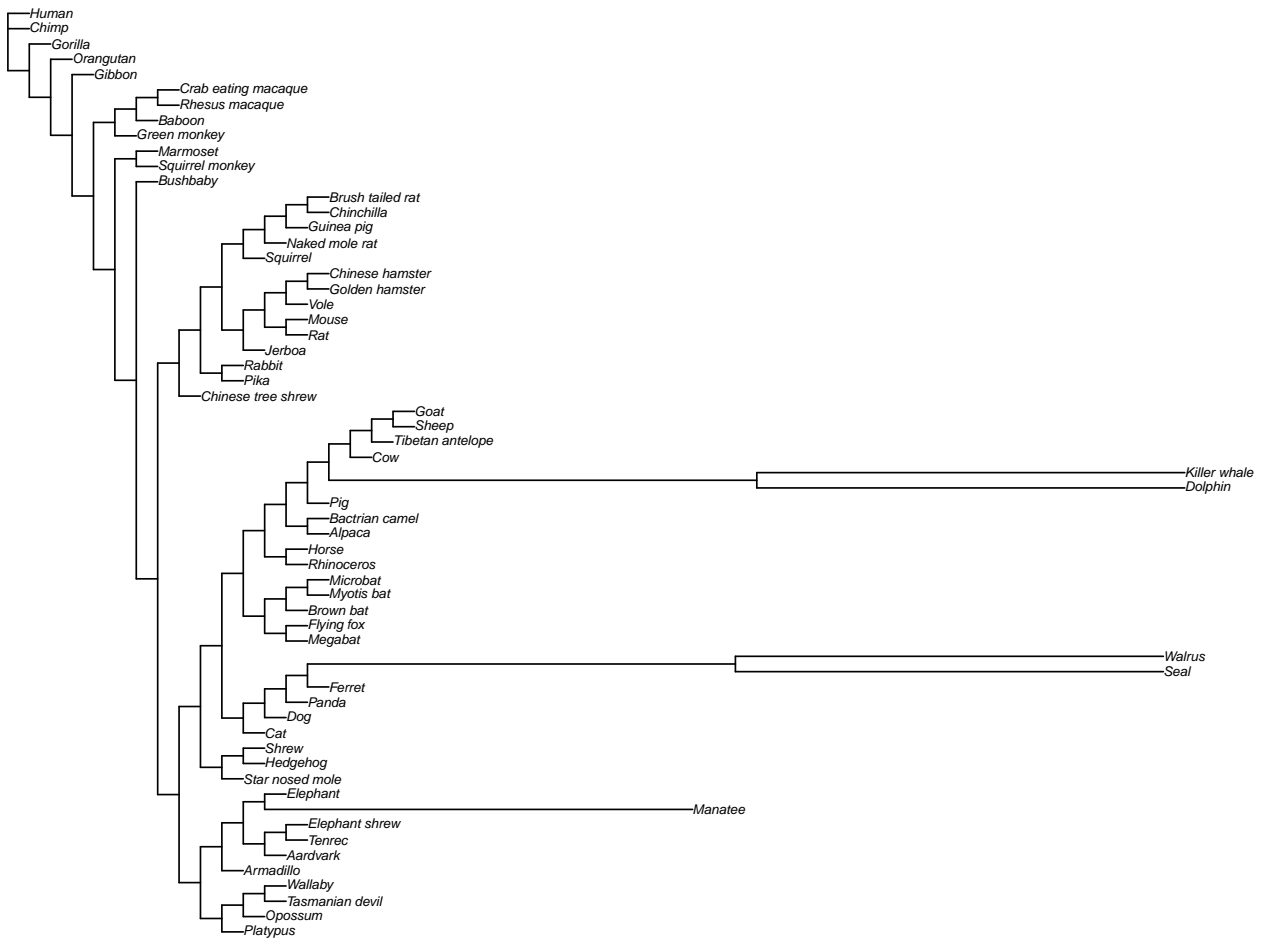 Human
Chimp
Gorilla
Orangutan
Gibbon
Crab eating macaque
Rhesus macaque
Baboon
Green monkey
Marmoset
Squirrel monkey
Bushbaby
Brush tailed rat
Chinchilla
Guinea pig
Naked mole rat
Squirrel
Chinese hamster
Golden hamster
Vole
Mouse
Rat
Jerboa
Rabbit
Pika
Chinese tree shrew
Goat
Sheep
Tibetan antelope
Cow
Killer whale
Dolphin
Pig
Bactrian camel
Alpaca
Horse
Rhinoceros
Microbat
Myotis bat
Brown bat
Flying fox
Megabat
Walrus
Seal
Ferret
Panda
Dog
Cat
Shrew
Hedgehog
Star nosed mole
Elephant
Manatee
Elephant shrew
Tenrec
Aardvark
Armadillo
Wallaby
Tasmanian devil
Opossum
Platypus